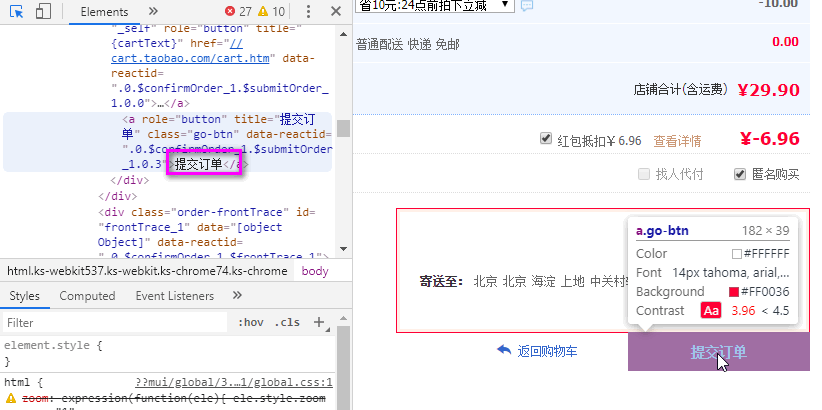 Elements
27
10
_self" role="button" title="
{cartText}" href="//
cart.taobao.com/cart.htm" data-
reactid=
".0.$confirmOrder_1.$submitOrder_
1.0.0">…</a>
<a role="button" title="提交订
单" class="go-btn" data-reactid=
".0.$confirmOrder_1.$submitOrder
_1.0.3">提交订单</a>
</div>
</div>
<div class="order-frontTrace" id=
"frontTrace_1" data="[object
Object]" data-reactid=
".0.$confirmOrder_1.$frontTrace_1">
html.ks-webkit537.ks-webkit.ks-chrome74.ks-chrome
body
Styles
Computed
Event Listeners
Filter
:hov
.cls
element.style {
}
html {
??mui/global/3.…1/global.css:1
zoom: expression(function(ele){ ele.style.zoom
省10元:24点前拍下立减
-10.00
普通配送 快递 免邮
0.00
店铺合计(含运费)
¥29.90
红包抵扣¥ 6.96
查看详情
¥-6.96
找人代付
匿名购买
寄送至: 北京 北京 海淀 上地 中关村
a.go-btn
182 × 39
Color
#FFFFFF
Font
14px tahoma, arial,…
Background
#FF0036
Contrast
Aa
3.96 < 4.5
返回购物车
提交订单